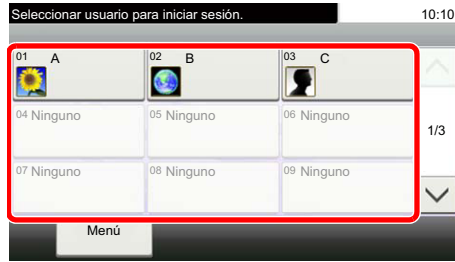 Seleccionar usuario para iniciar sesión. 10:10
01 A 02 B 03 C
04 Ninguno 05 Ninguno 06 Ninguno
1/3
07 Ninguno 08 Ninguno 09 Ninguno
Menú